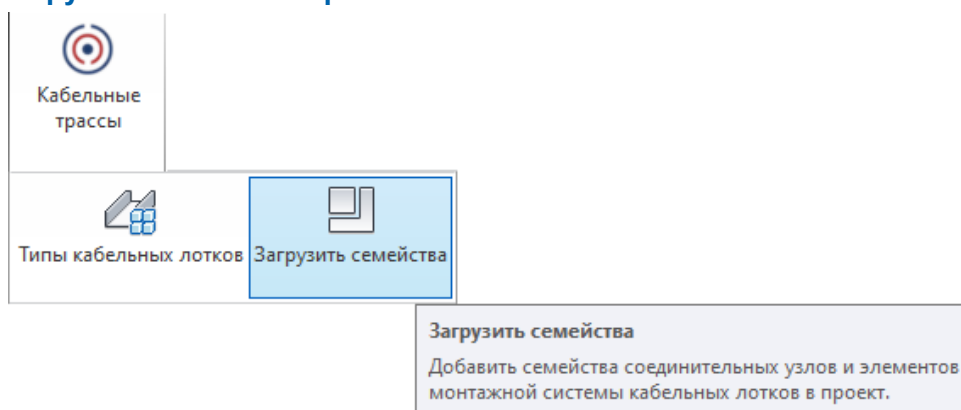 Кабельные
трассы
Типы кабельных лотков Загрузить семейства
Загрузить семейства
Добавить семейства соединительных узлов и элементов
монтажной системы кабельных лотков в проект.